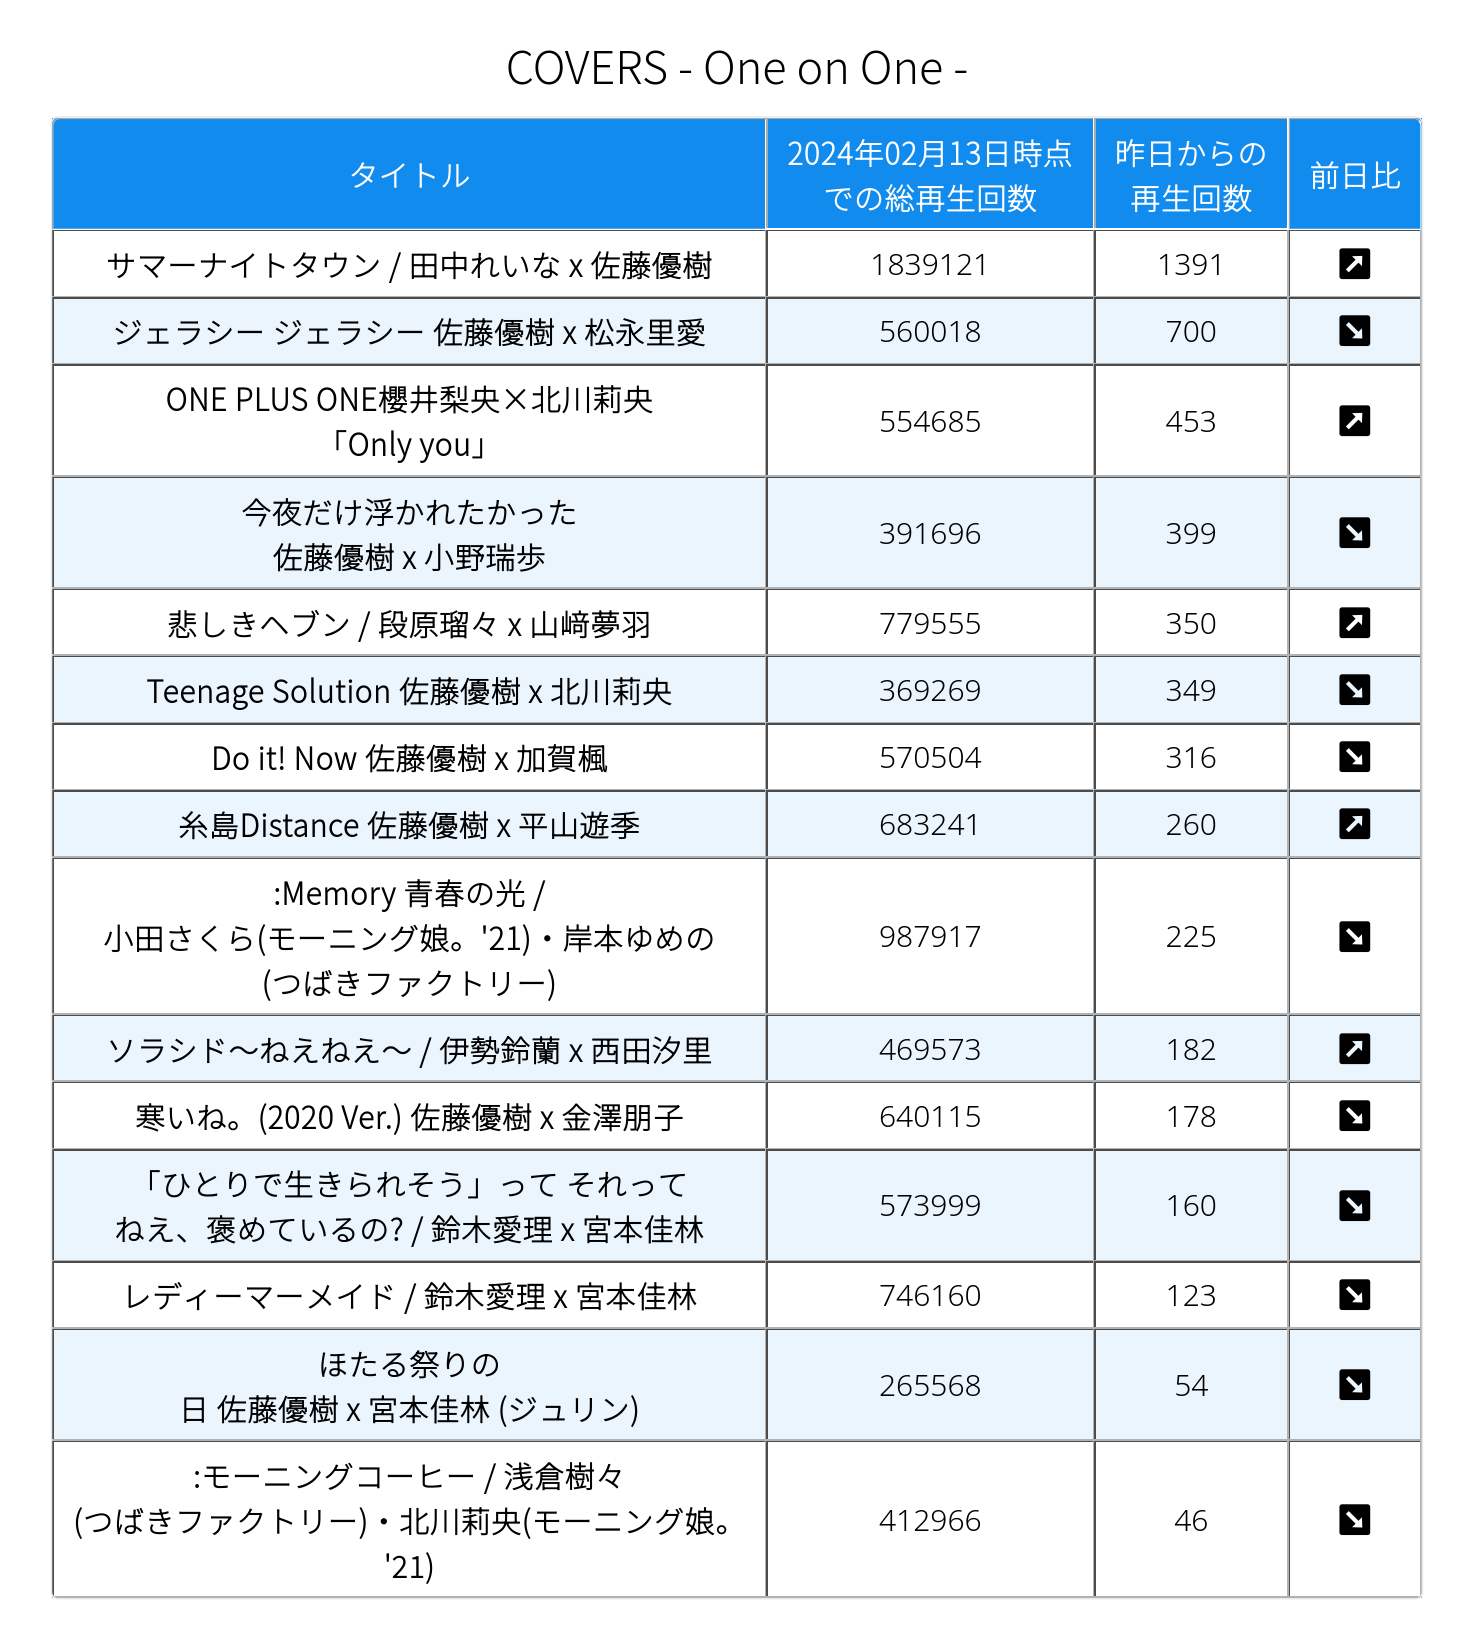 COVERS - One on One -
タイトル
2024年02月13日時点
での総再生回数
昨日からの
再生回数
前日比
サマーナイトタウン / 田中れいな x 佐藤優樹
1839121
1391
ジェラシー ジェラシー 佐藤優樹 x 松永里愛
560018
700
ONE PLUS ONE櫻井梨央×北川莉央
「Only you」
554685
453
今夜だけ浮かれたかった
佐藤優樹 x 小野瑞歩
391696
399
悲しきヘブン / 段原瑠々 x 山﨑夢羽
779555
350
Teenage Solution 佐藤優樹 x 北川莉央
369269
349
Do it! Now 佐藤優樹 x 加賀楓
570504
316
糸島Distance 佐藤優樹 x 平山遊季
683241
260
:Memory 青春の光 /
小田さくら(モーニング娘。'21)・岸本ゆめの
(つばきファクトリー)
987917
225
ソラシド～ねえねえ～ / 伊勢鈴蘭 x 西田汐里
469573
182
寒いね。(2020 Ver.) 佐藤優樹 x 金澤朋子
640115
178
「ひとりで生きられそう」って それって
ねえ、褒めているの? / 鈴木愛理 x 宮本佳林
573999
160
レディーマーメイド / 鈴木愛理 x 宮本佳林
746160
123
ほたる祭りの
日 佐藤優樹 x 宮本佳林 (ジュリン)
265568
54
:モーニングコーヒー / 浅倉樹々
(つばきファクトリー)・北川莉央(モーニング娘。
'21)
412966
46